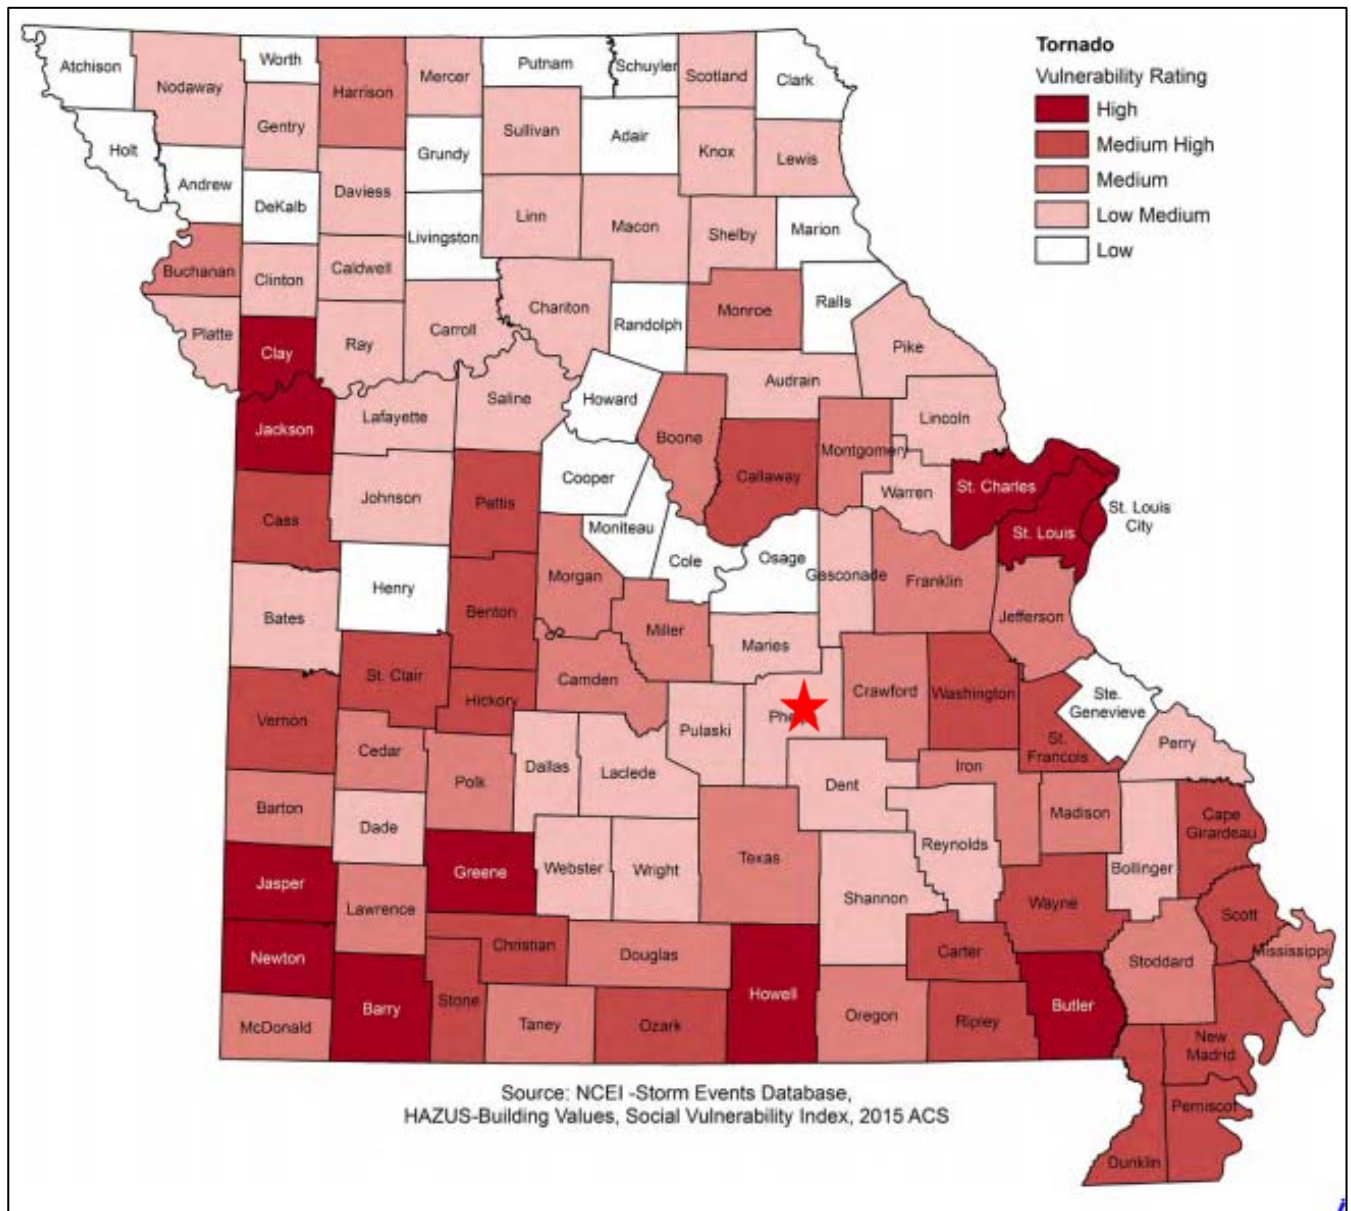 Tornado
Vulnerability Rating
High
Medium High
Medium
Low Medium
Low
Atchison
Nodaway
Worth
Harrison
Mercer
Putnam
Schuyler
Scotland
Clark
Gentry
Sullivan
Adair
Knox
Lewis
Holt
Andrew
DeKalb
Daviess
Grundy
Livingston
Linn
Macon
Shelby
Marion
Buchanan
Clinton
Caldwell
Chariton
Randolph
Monroe
Ralls
Platte
Clay
Ray
Carroll
Pike
Audrain
Jackson
Lafayette
Saline
Howard
Boone
Callaway
Montgomery
Lincoln
Cass
Johnson
Pettis
Cooper
Moniteau
Warren
St. Charles
St. Louis
St. Louis
City
Cole
Osage
Gasconade
Franklin
Jefferson
Bates
Henry
Benton
Morgan
Miller
Maries
St. Clair
Hickory
Camden
Pulaski
Crawford
Washington
Ste.
Genevieve
St.
Francois
Perry
Vernon
Cedar
Polk
Dallas
Laclede
Dent
Iron
Barton
Dade
Madison
Cape
Girardeau
Bollinger
Jasper
Greene
Webster
Wright
Texas
Reynolds
Shannon
Lawrence
Wayne
Scott
Mississippi
Newton
Christian
Douglas
Carter
Stoddard
Barry
Stone
Howell
Butler
McDonald
Taney
Ozark
Oregon
Ripley
New
Madrid
Pemiscot
Dunklin
Source: NCEI -Storm Events Database,
HAZUS-Building Values, Social Vulnerability Index, 2015 ACS